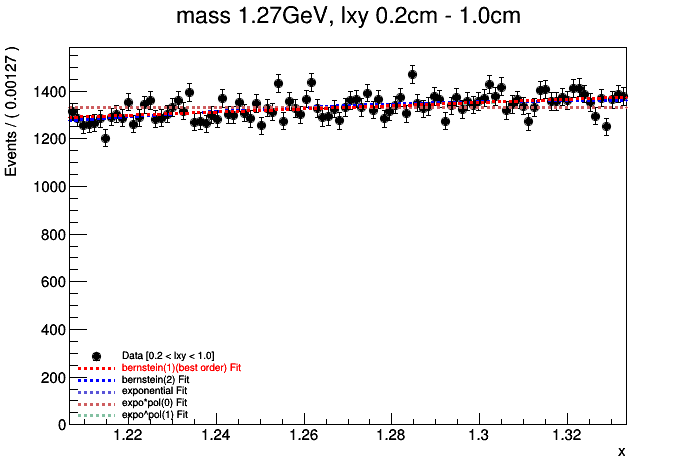 mass 1.27GeV, lxy 0.2cm - 1.0cm
Events / ( 0.00127 )
1400
1200
1000
800
600
400
200
0
Data [0.2 < lxy < 1.0]
bernstein(1)(best order) Fit
bernstein(2) Fit
exponential Fit
expo*pol(0) Fit
expo^pol(1) Fit
1.22 1.24 1.26 1.28 1.3 1.32
x